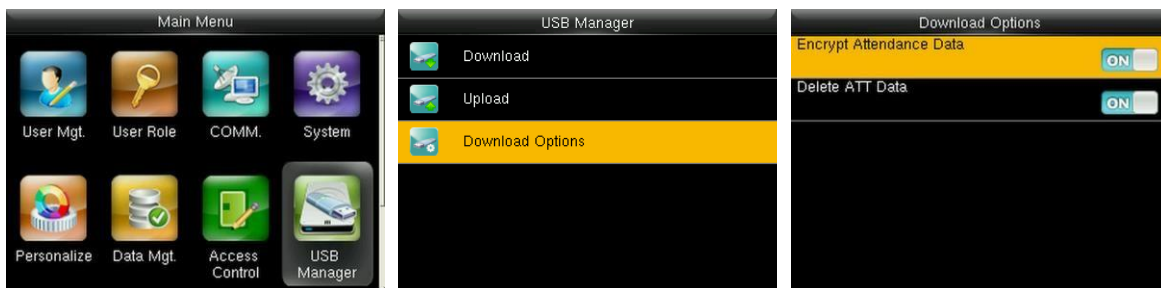 Main Menu
User Mgt.
User Role
COMM.
System
Personalize
Data Mgt.
Access
Control
USB
Manager
USB Manager
Download
Upload
Download Options
Download Options
Encrypt Attendance Data
ON
Delete ATT Data
ON